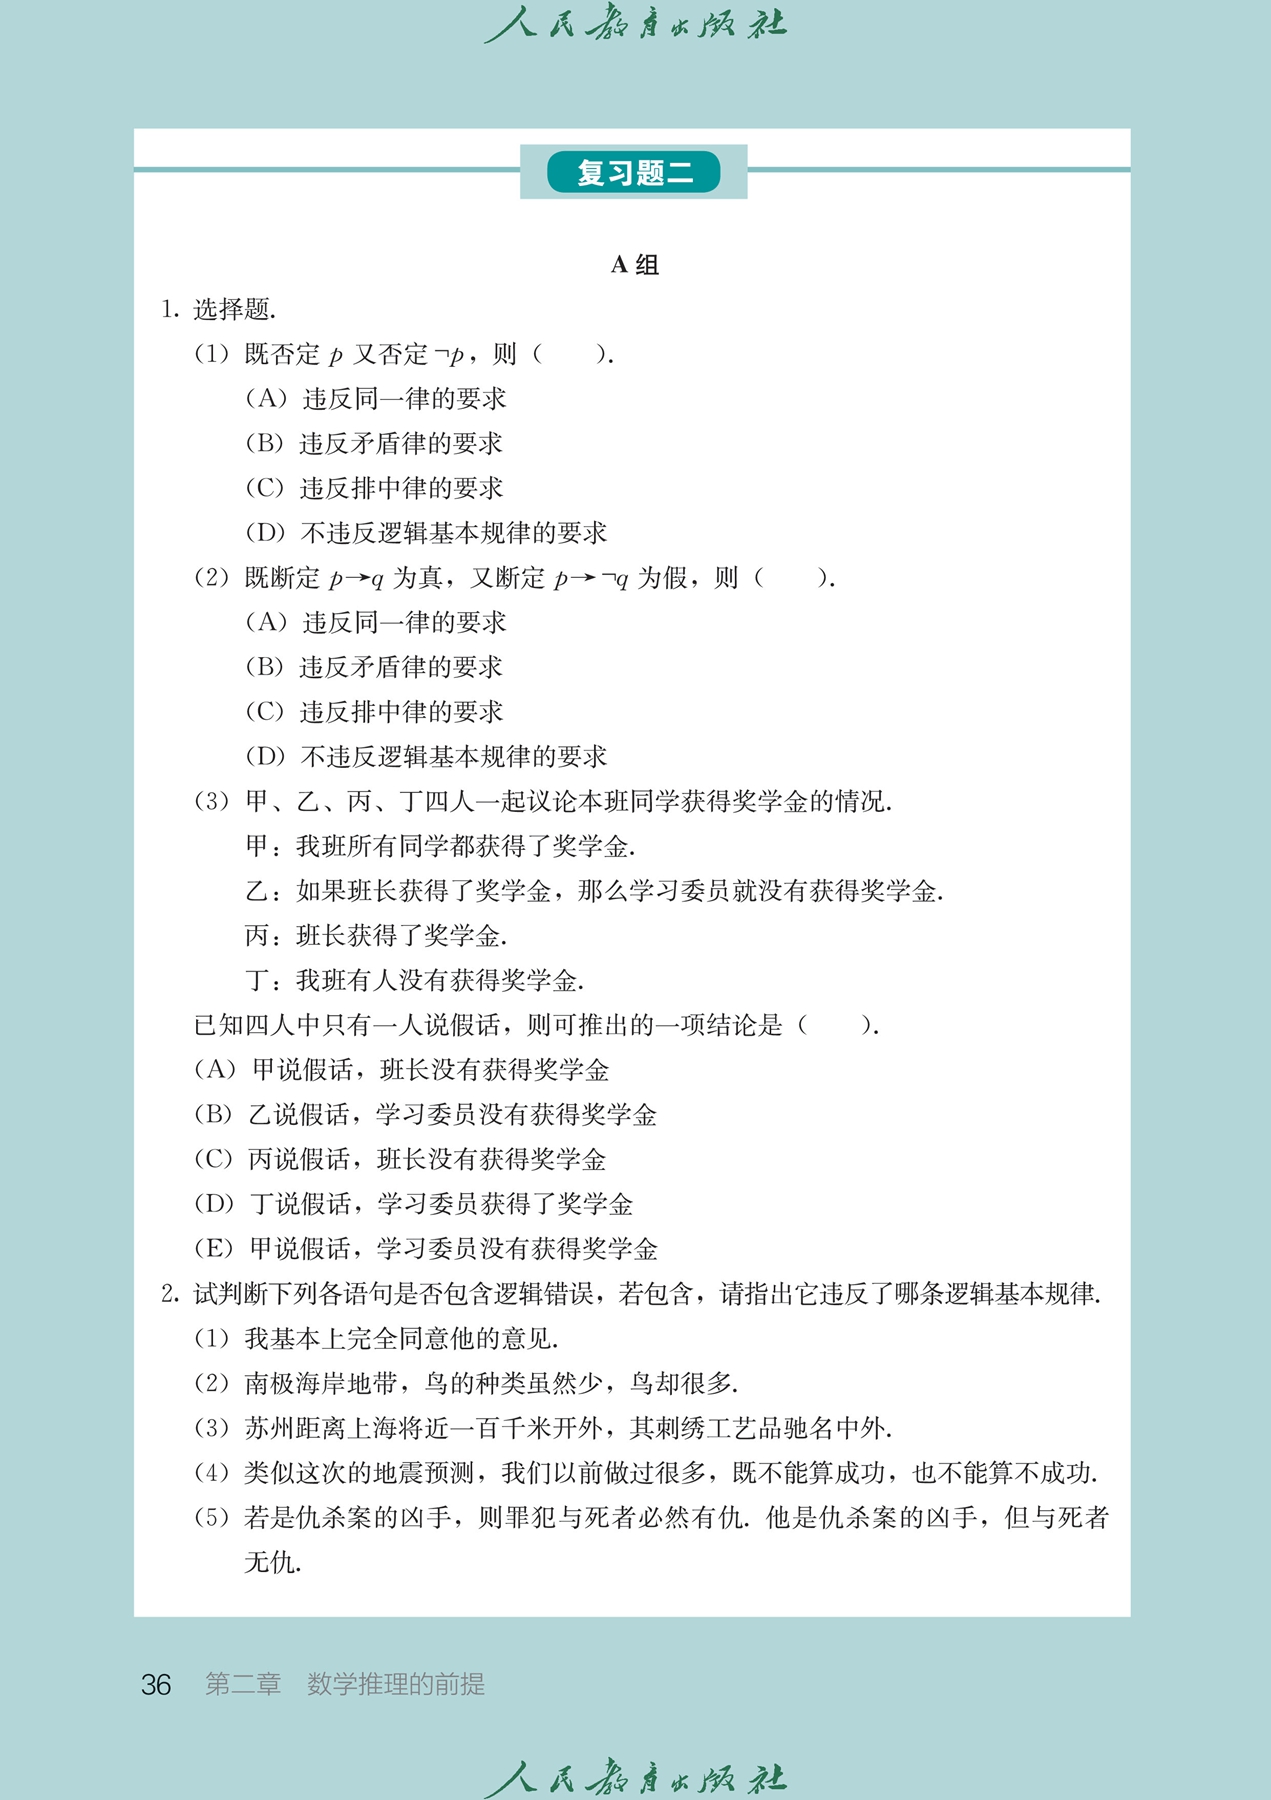 人民教育出版社
复习题二
A 组
1. 选择题.
（1）既否定 p 又否定 ¬p，则（　　）.
（A）违反同一律的要求
（B）违反矛盾律的要求
（C）违反排中律的要求
（D）不违反逻辑基本规律的要求
（2）既断定 p→q 为真，又断定 p→¬q 为假，则（　　）.
（A）违反同一律的要求
（B）违反矛盾律的要求
（C）违反排中律的要求
（D）不违反逻辑基本规律的要求
（3）甲、乙、丙、丁四人一起议论本班同学获得奖学金的情况.
甲：我班所有同学都获得了奖学金.
乙：如果班长获得了奖学金，那么学习委员就没有获得奖学金.
丙：班长获得了奖学金.
丁：我班有人没有获得奖学金.
已知四人中只有一人说假话，则可推出的一项结论是（　　）.
（A）甲说假话，班长没有获得奖学金
（B）乙说假话，学习委员没有获得奖学金
（C）丙说假话，班长没有获得奖学金
（D）丁说假话，学习委员获得了奖学金
（E）甲说假话，学习委员没有获得奖学金
2. 试判断下列各语句是否包含逻辑错误，若包含，请指出它违反了哪条逻辑基本规律.
（1）我基本上完全同意他的意见.
（2）南极海岸地带，鸟的种类虽然少，鸟却很多.
（3）苏州距离上海将近一百千米开外，其刺绣工艺品驰名中外.
（4）类似这次的地震预测，我们以前做过很多，既不能算成功，也不能算不成功.
（5）若是仇杀案的凶手，则罪犯与死者必然有仇. 他是仇杀案的凶手，但与死者
无仇.
36 第二章　数学推理的前提
人民教育出版社